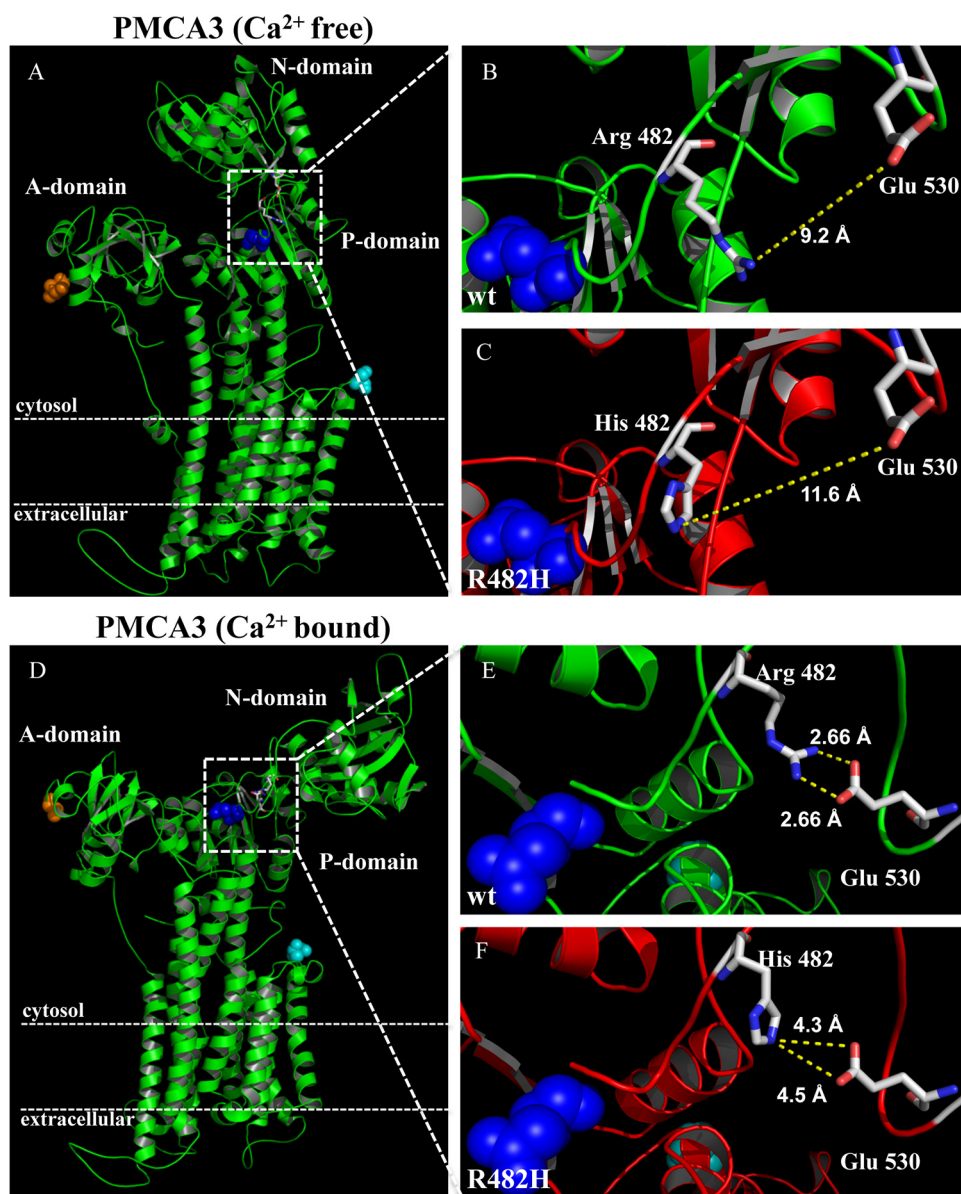 PMCA3 (Ca²⁺ free)
A
N-domain
A-domain
P-domain
cytosol
extracellular
B
Arg 482
Glu 530
9.2 Å
wt
C
His 482
Glu 530
11.6 Å
R482H
PMCA3 (Ca²⁺ bound)
D
N-domain
A-domain
P-domain
cytosol
extracellular
E
Arg 482
2.66 Å
2.66 Å
Glu 530
wt
F
His 482
4.3 Å
4.5 Å
Glu 530
R482H